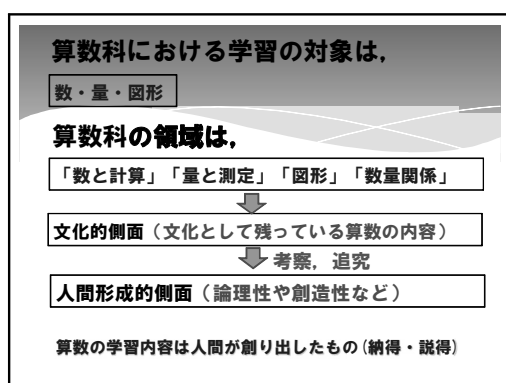 算数科における学習の対象は，
数・量・図形
算数科の領域は，
「数と計算」「量と測定」「図形」「数量関係」
文化的側面（文化として残っている算数の内容）
考察，追究
人間形成的側面（論理性や創造性など）
算数の学習内容は人間が創り出したもの(納得・説得)